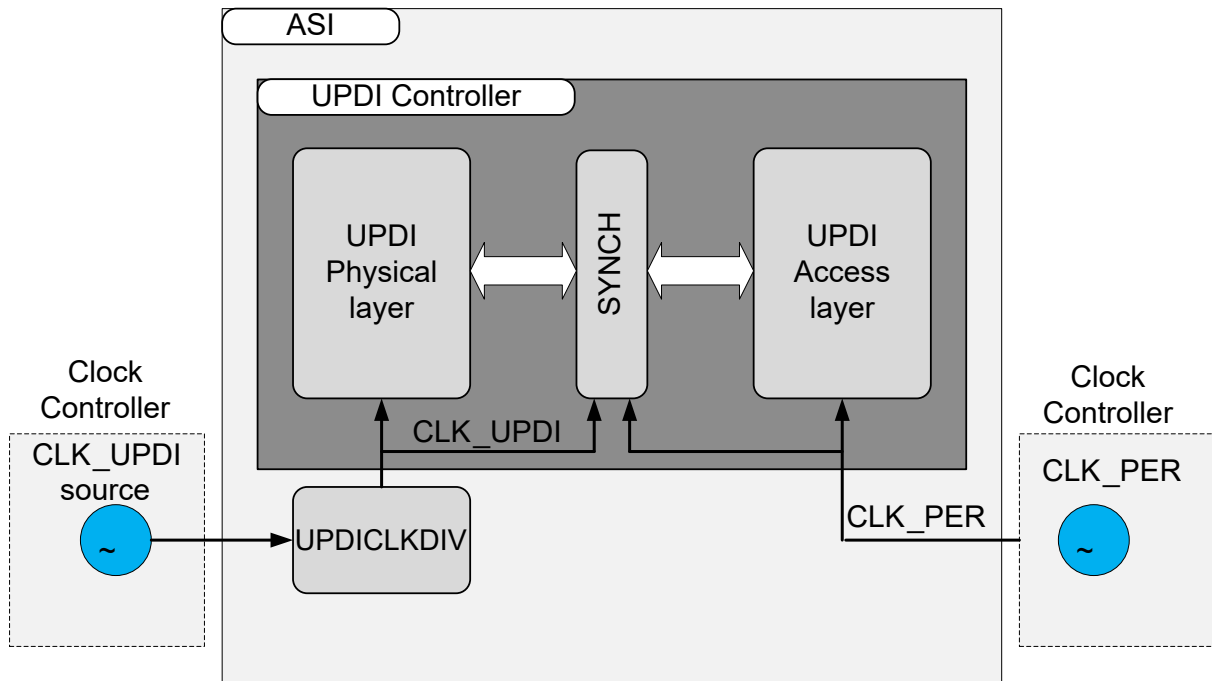 ASI
UPDI Controller
UPDI
Physical
layer
SYNCH
UPDI
Access
layer
Clock
Controller
CLK_UPDI
source
~
CLK_UPDI
UPDICLKDIV
CLK_PER
Clock
Controller
CLK_PER
~